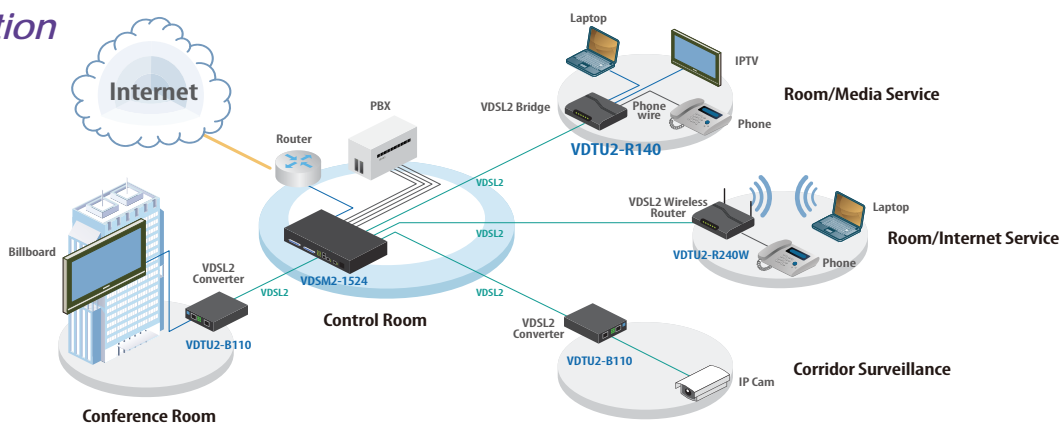 tion
Internet
Router
PBX
VDSM2-1524
Control Room
Laptop
IPTV
VDSL2 Bridge
Phone
wire
Phone
VDTU2-R140
Room/Media Service
VDSL2
VDSL2 Wireless
Router
Laptop
VDSL2
VDTU2-R240W
Phone
Room/Internet Service
Billboard
VDSL2
Converter
VDSL2
VDTU2-B110
Conference Room
VDSL2
VDSL2
Converter
VDTU2-B110
IP Cam
Corridor Surveillance